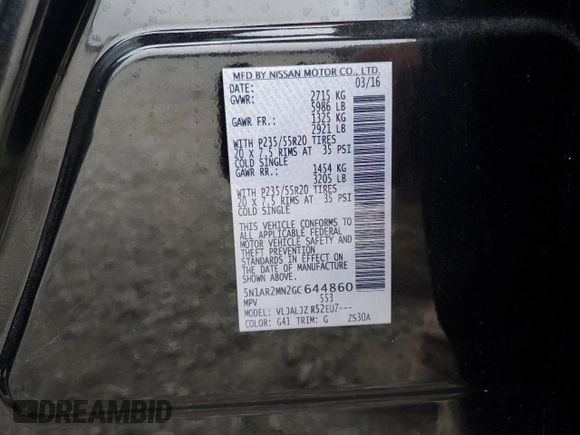 MFD BY NISSAN MOTOR CO., LTD.
DATE: 03/16
GVWR: 2715 KG
5986 LB
GAWR FR.: 1325 KG
2921 LB
WITH P235/55R20 TIRES
20 X 7.5 RIMS AT 35 PSI
COLD SINGLE
GAWR RR.: 1454 KG
3205 LB
WITH P235/55R20 TIRES
20 X 7.5 RIMS AT 35 PSI
COLD SINGLE
THIS VEHICLE CONFORMS TO
ALL APPLICABLE FEDERAL
MOTOR VEHICLE SAFETY AND
THEFT PREVENTION
STANDARDS IN EFFECT ON
THE DATE OF MANUFACTURE
SHOWN ABOVE.
5N1AR2MN2GC644860
MPV 553
MODEL: VLJALJZ R52EUZ---
COLOR: G41 TRIM: G ZS30A
DREAMBID